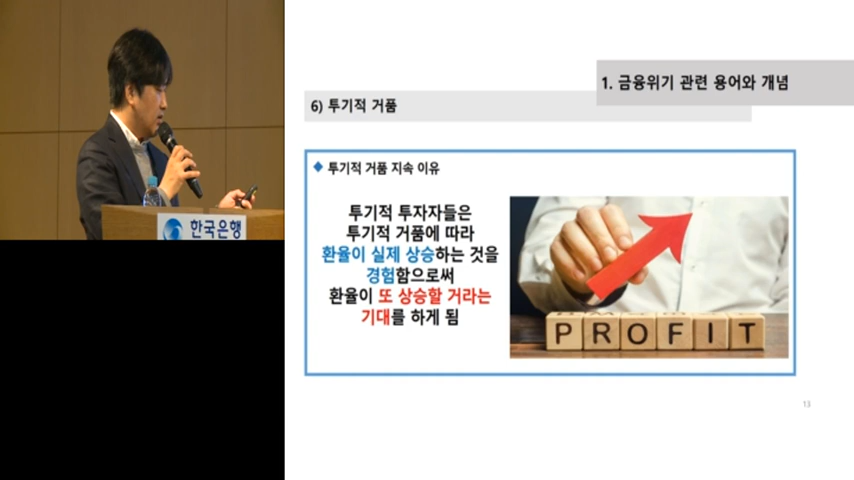 1. 금융위기 관련 용어와 개념
6) 투기적 거품
◆ 투기적 거품 지속 이유
투기적 투자자들은
투기적 거품에 따라
환율이 실제 상승하는 것을
경험함으로써
환율이 또 상승할 거라는
기대를 하게 됨
PROFIT
한국은행
13